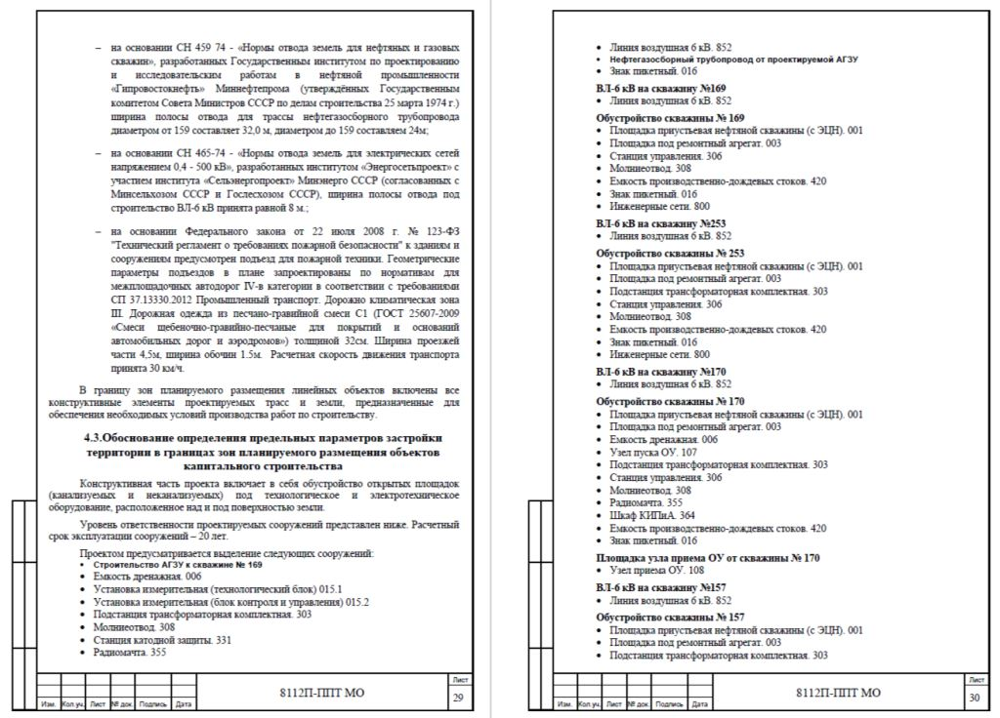 – на основании СН 459 74 - «Нормы отвода земель для нефтяных и газовых
скважин», разработанных Государственным институтом по проектированию
и исследовательским работам в нефтяной промышленности
«Гипровостокнефть» Миннефтепрома (утверждённых Государственным
комитетом Совета Министров СССР по делам строительства 25 марта 1974 г.)
ширина полосы отвода для трассы нефтегазосборного трубопровода
диаметром от 159 составляет 32,0 м, диаметром до 159 составляет 24м;
– на основании СН 465-74 - «Нормы отвода земель для электрических сетей
напряжением 0,4 - 500 кВ», разработанных институтом «Энергосетьпроект» с
участием института «Сельэнергопроект» Минэнерго СССР (согласованных с
Минсельхозом СССР и Гослесхозом СССР), ширина полосы отвода под
строительство ВЛ-6 кВ принята равной 8 м.;
– на основании Федерального закона от 22 июля 2008 г. № 123-ФЗ
"Технический регламент о требованиях пожарной безопасности" к зданиям и
сооружениям предусмотрен подъезд для пожарной техники. Геометрические
параметры подъездов в плане запроектированы по нормативам для
межплощадочных автодорог IV-в категории в соответствии с требованиями
СП 37.13330.2012 Промышленный транспорт. Дорожно климатическая зона
III. Дорожная одежда из песчано-гравийной смеси С1 (ГОСТ 25607-2009
«Смеси щебеночно-гравийно-песчаные для покрытий и оснований
автомобильных дорог и аэродромов») толщиной 32см. Ширина проезжей
части 4,5м, ширина обочин 1.5м. Расчетная скорость движения транспорта
принята 30 км/ч.
В границу зон планируемого размещения линейных объектов включены все
конструктивные элементы проектируемых трасс и земли, предназначенные для
обеспечения необходимых условий производства работ по строительству.
4.3.Обоснование определения предельных параметров застройки
территории в границах зон планируемого размещения объектов
капитального строительства
Конструктивная часть проекта включает в себя обустройство открытых площадок
(канализуемых и неканализуемых) под технологическое и электротехническое
оборудование, расположенное над и под поверхностью земли.
Уровень ответственности проектируемых сооружений представлен ниже. Расчетный
срок эксплуатации сооружений – 20 лет.
Проектом предусматривается выделение следующих сооружений:
• Строительство АГЗУ к скважине № 169
• Емкость дренажная. 006
• Установка измерительная (технологический блок) 015.1
• Установка измерительная (блок контроля и управления) 015.2
• Подстанция трансформаторная комплектная. 303
• Молниеотвод. 308
• Станция катодной защиты. 331
• Радиомачта. 355
Изм. Кол.уч. Лист № док. Подпись Дата
8112П-ППТ МО
Лист
29
• Линия воздушная 6 кВ. 852
• Нефтегазосборный трубопровод от проектируемой АГЗУ
• Знак пикетный. 016
ВЛ-6 кВ на скважину №169
• Линия воздушная 6 кВ. 852
Обустройство скважины № 169
• Площадка приустьевая нефтяной скважины (с ЭЦН). 001
• Площадка под ремонтный агрегат. 003
• Станция управления. 306
• Молниеотвод. 308
• Емкость производственно-дождевых стоков. 420
• Знак пикетный. 016
• Инженерные сети. 800
ВЛ-6 кВ на скважину №253
• Линия воздушная 6 кВ. 852
Обустройство скважины № 253
• Площадка приустьевая нефтяной скважины (с ЭЦН). 001
• Площадка под ремонтный агрегат. 003
• Подстанция трансформаторная комплектная. 303
• Станция управления. 306
• Молниеотвод. 308
• Емкость производственно-дождевых стоков. 420
• Знак пикетный. 016
• Инженерные сети. 800
ВЛ-6 кВ на скважину №170
• Линия воздушная 6 кВ. 852
Обустройство скважины № 170
• Площадка приустьевая нефтяной скважины (с ЭЦН). 001
• Площадка под ремонтный агрегат. 003
• Емкость дренажная. 006
• Узел пуска ОУ. 107
• Подстанция трансформаторная комплектная. 303
• Станция управления. 306
• Молниеотвод. 308
• Радиомачта. 355
• Шкаф КИПиА. 364
• Емкость производственно-дождевых стоков. 420
• Знак пикетный. 016
Площадка узла приема ОУ от скважины № 170
• Узел приема ОУ. 108
ВЛ-6 кВ на скважину №157
• Линия воздушная 6 кВ. 852
Обустройство скважины № 157
• Площадка приустьевая нефтяной скважины (с ЭЦН). 001
• Площадка под ремонтный агрегат. 003
• Подстанция трансформаторная комплектная. 303
Изм. Кол.уч. Лист № док. Подпись Дата
8112П-ППТ МО
Лист
30